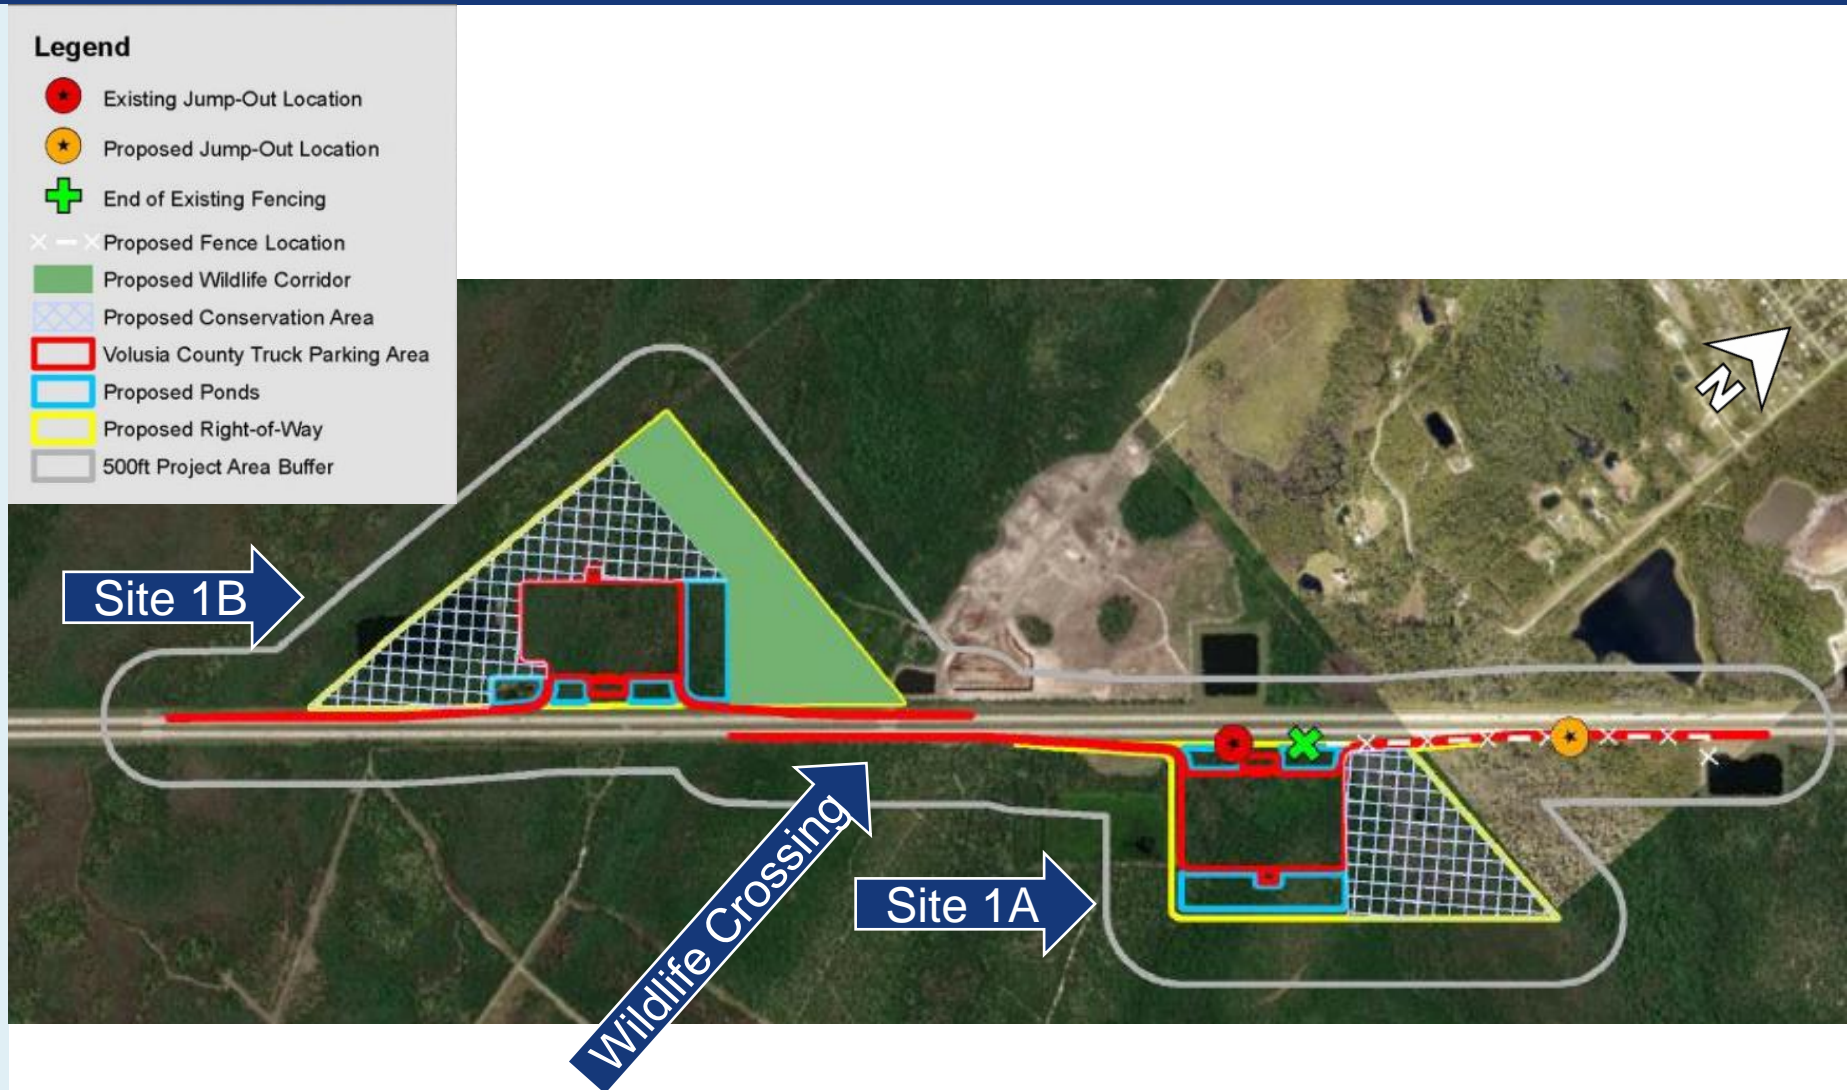 Legend
Existing Jump-Out Location
Proposed Jump-Out Location
End of Existing Fencing
Proposed Fence Location
Proposed Wildlife Corridor
Proposed Conservation Area
Volusia County Truck Parking Area
Proposed Ponds
Proposed Right-of-Way
500ft Project Area Buffer
N
Site 1B
Site 1A
Wildlife Crossing